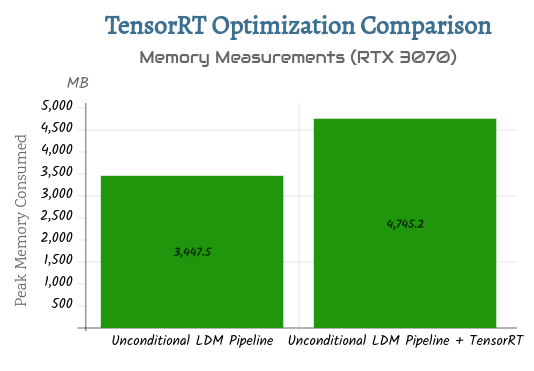 TensorRT Optimization Comparison
Memory Measurements (RTX 3070)
MB
Peak Memory Consumed
5,000
4,500
4,000
3,500
3,000
2,500
2,000
1,500
1,000
500
3,447.5
4,745.2
Unconditional LDM Pipeline
Unconditional LDM Pipeline + TensorRT